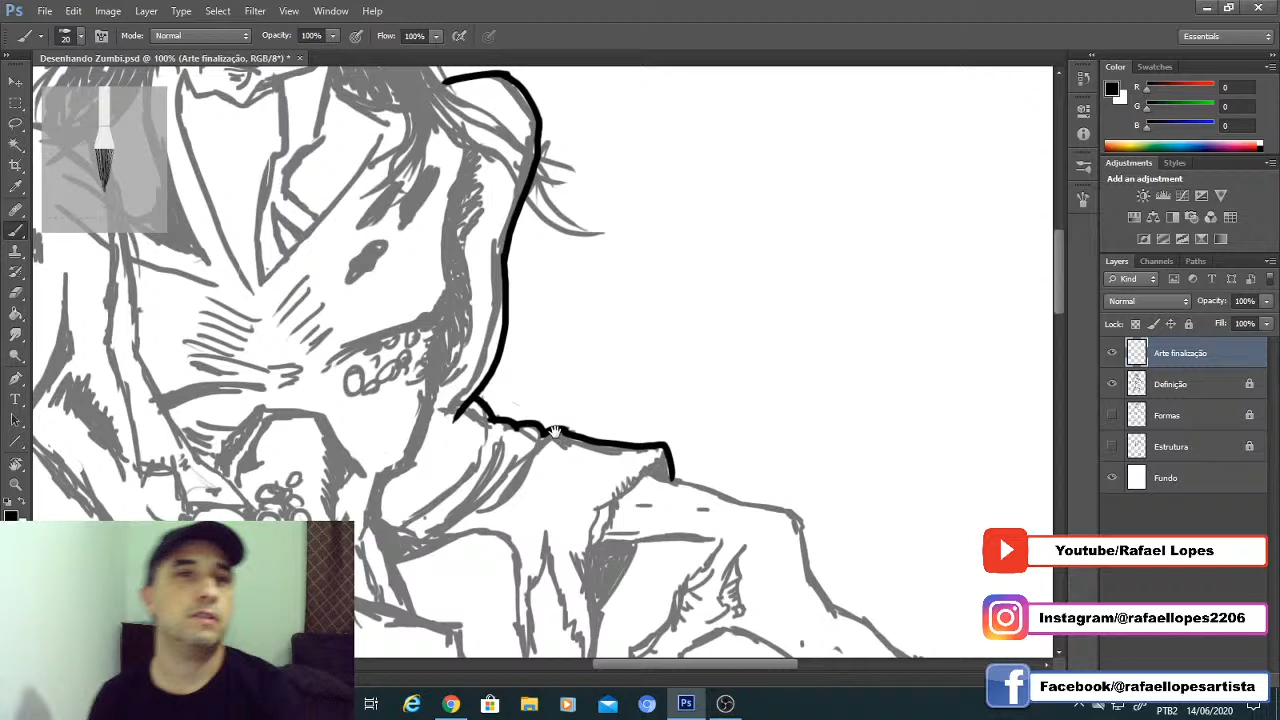 Ps File Edit Image Layer Type Select Filter View Window Help
20 Mode: Normal Opacity: 100% Flow: 100% Essentials
Desenhando Zumbi.psd @ 100% (Arte finalização, RGB/8*) * ×
Color Swatches
R 0
G 0
B 0
Adjustments Styles
Add an adjustment
Layers Channels Paths
Kind
Normal Opacity: 100%
Lock: Fill: 100%
Arte finalização
Definição
Formas
Estrutura
Fundo
Youtube/Rafael Lopes
Instagram/@rafaellopes2206
Facebook/@rafaellopesartista
Ps
PTB2 14/06/2020